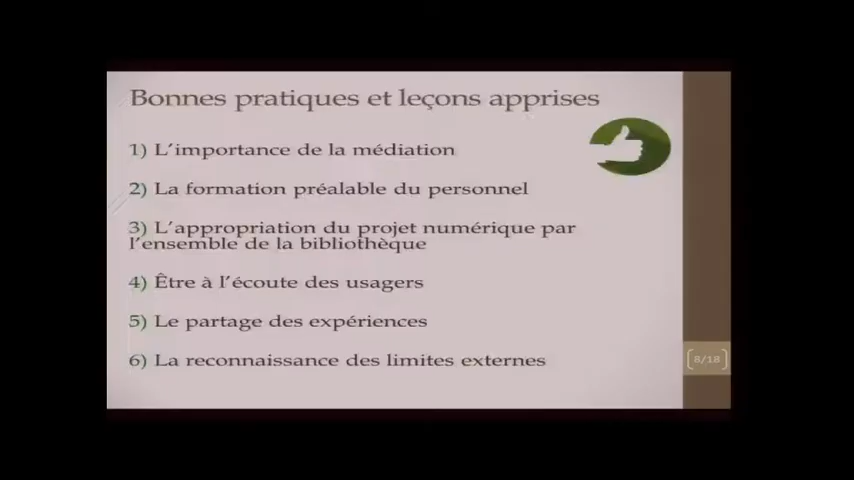 Bonnes pratiques et leçons apprises
1) L'importance de la médiation
2) La formation préalable du personnel
3) L'appropriation du projet numérique par
l'ensemble de la bibliothèque
4) Être à l'écoute des usagers
5) Le partage des expériences
6) La reconnaissance des limites externes
8/18